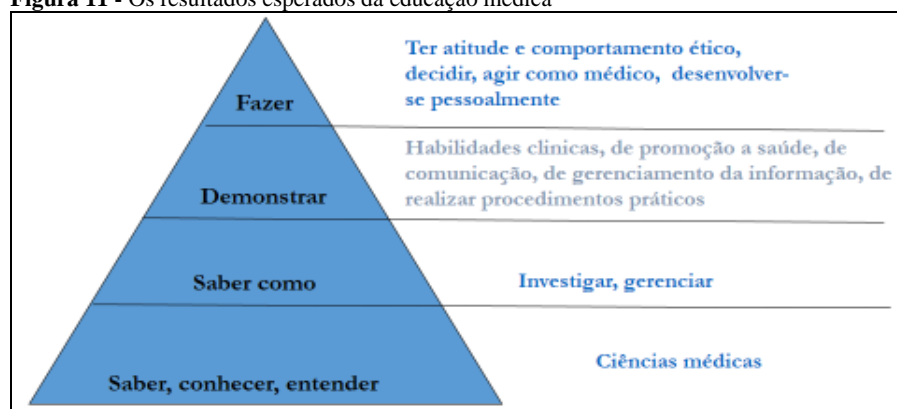 Figura 11 - Os resultados esperados da educação médica
Ter atitude e comportamento ético,
decidir, agir como médico, desenvolver-
se pessoalmente
Fazer
Habilidades clinicas, de promoção a saúde, de
comunicação, de gerenciamento da informação, de
realizar procedimentos práticos
Demonstrar
Saber como
Investigar, gerenciar
Ciências médicas
Saber, conhecer, entender